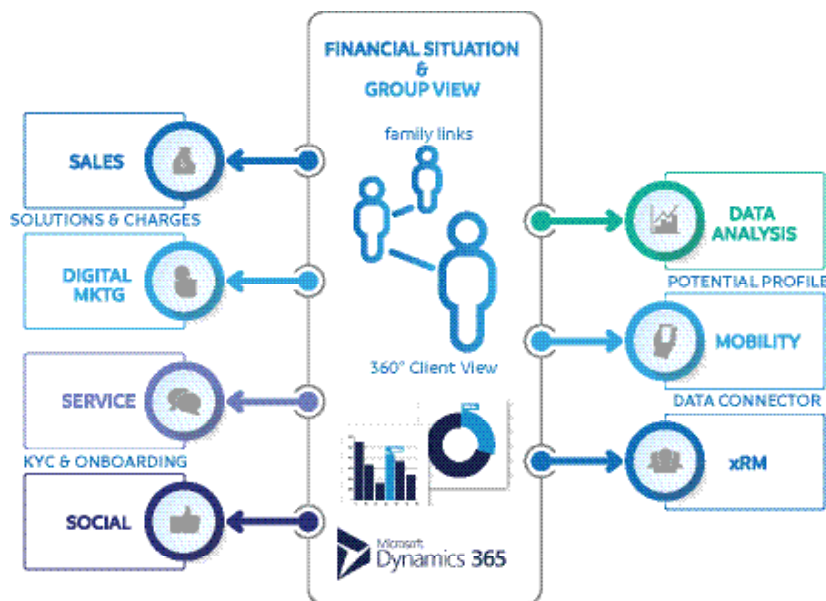 FINANCIAL SITUATION
&
GROUP VIEW
family links
360° Client View
Microsoft
Dynamics 365
SALES
SOLUTIONS & CHARGES
DIGITAL
MKTG
SERVICE
KYC & ONBOARDING
SOCIAL
DATA
ANALYSIS
POTENTIAL PROFILE
MOBILITY
DATA CONNECTOR
xRM